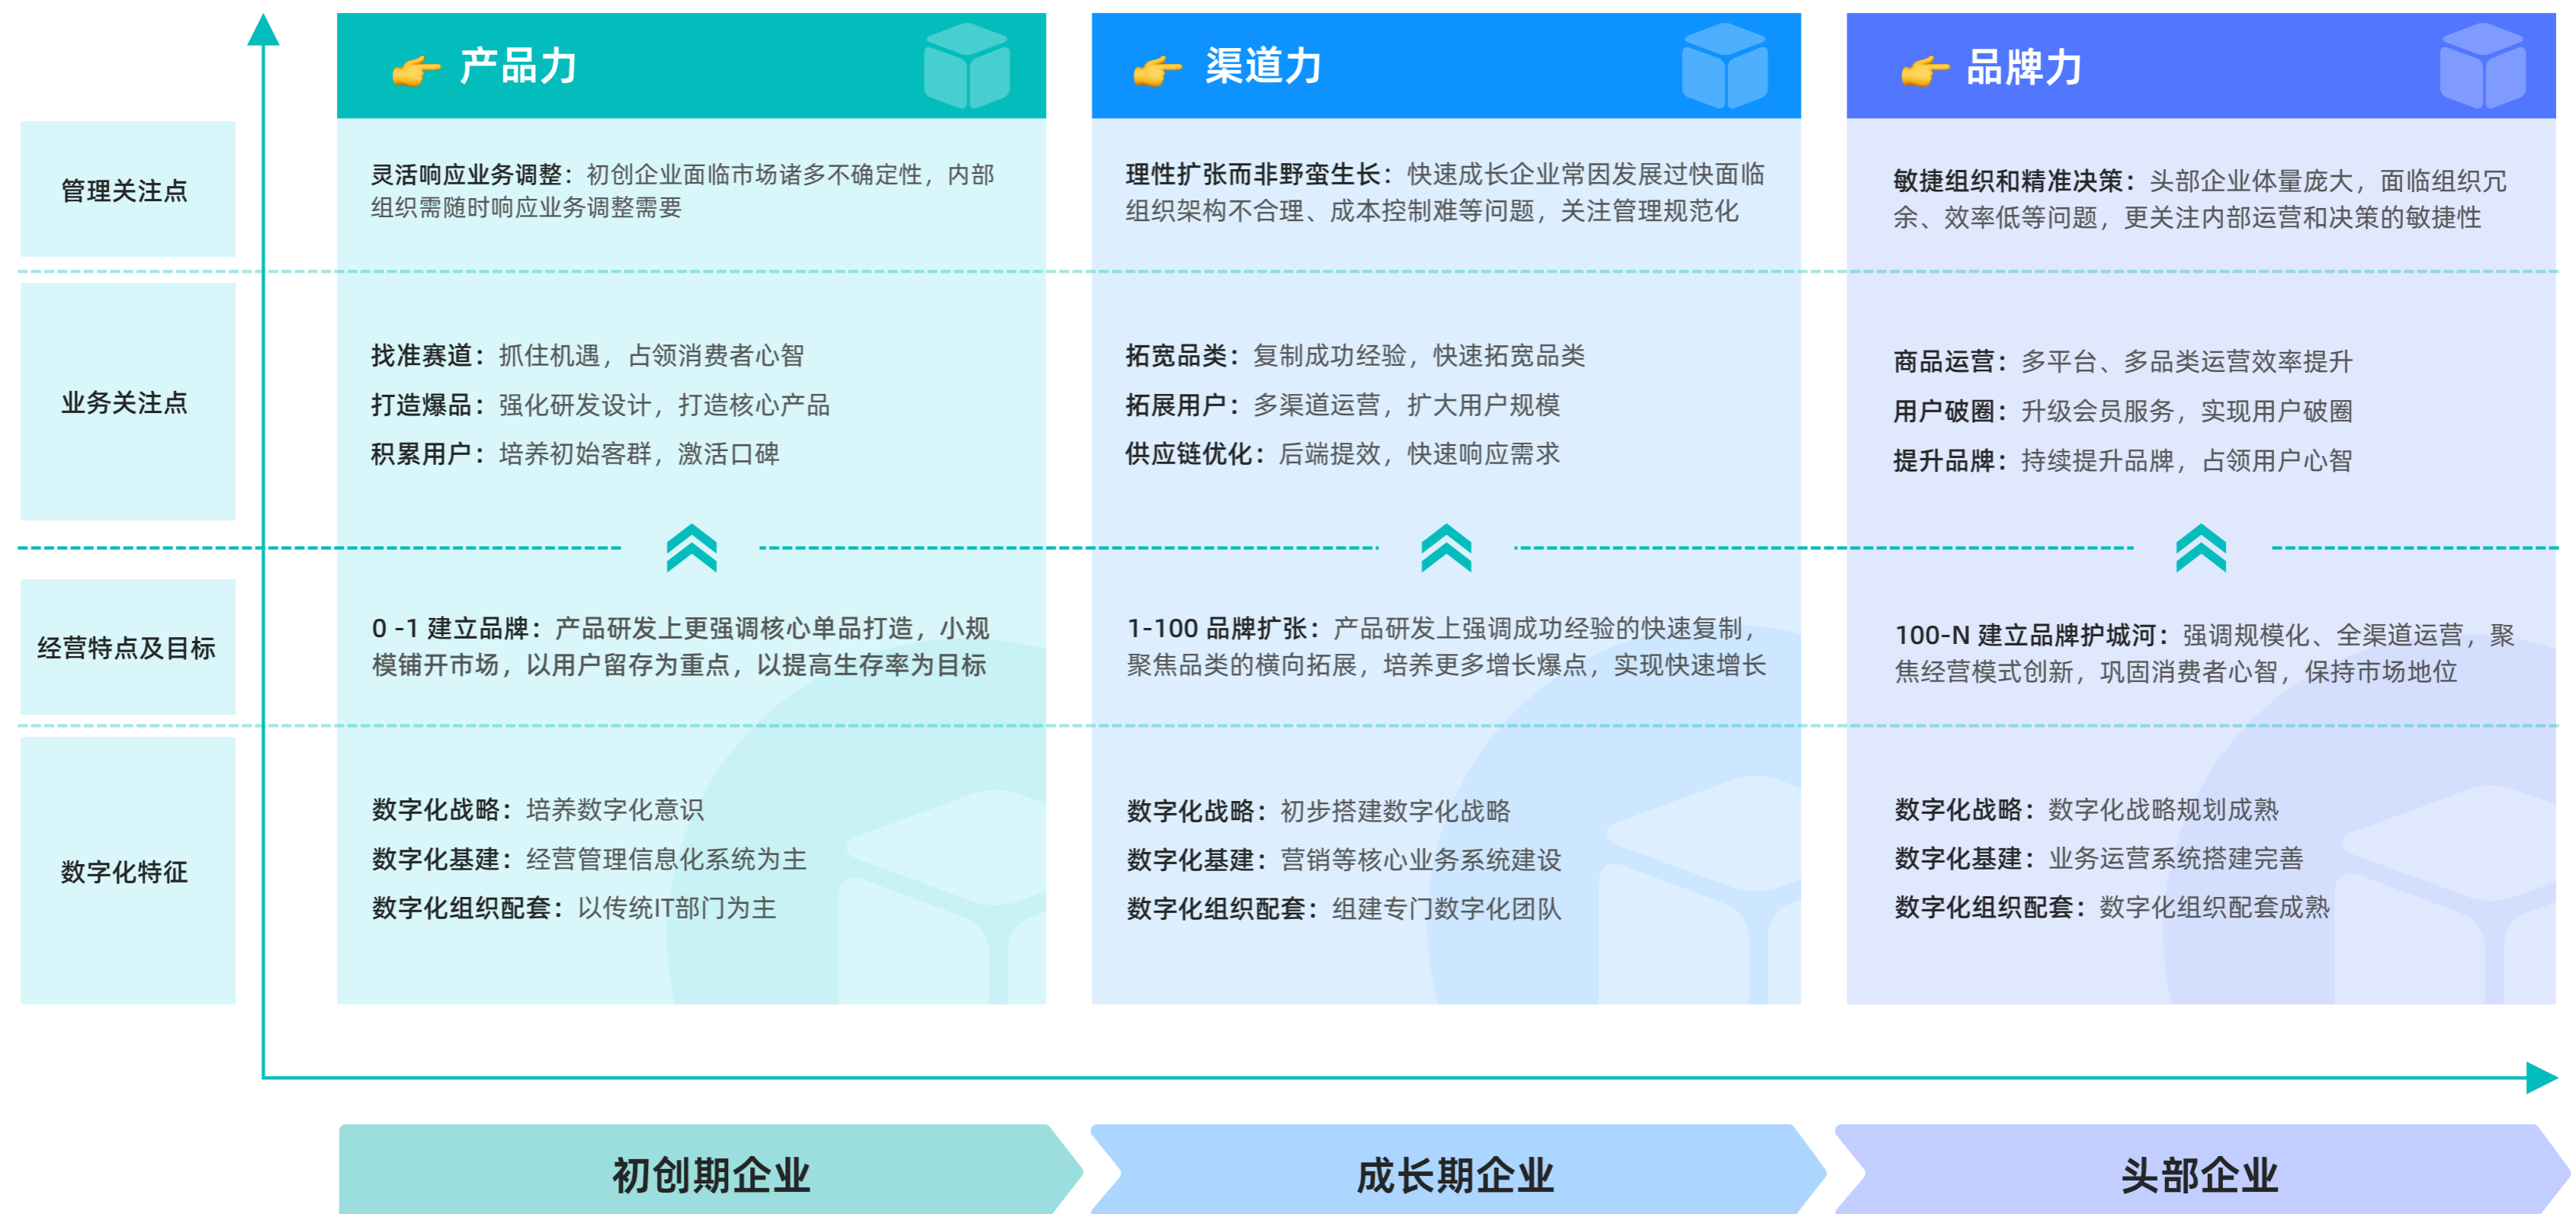 产品力
渠道力
品牌力
管理关注点
灵活响应业务调整：初创企业面临市场诸多不确定性，内部
组织需随时响应业务调整需要
理性扩张而非野蛮生长：快速成长企业常因发展过快面临
组织架构不合理、成本控制难等问题，关注管理规范化
敏捷组织和精准决策：头部企业体量庞大，面临组织冗
余、效率低等问题，更关注内部运营和决策的敏捷性
业务关注点
找准赛道：抓住机遇，占领消费者心智
打造爆品：强化研发设计，打造核心产品
积累用户：培养初始客群，激活口碑
拓宽品类：复制成功经验，快速拓宽品类
拓展用户：多渠道运营，扩大用户规模
供应链优化：后端提效，快速响应需求
商品运营：多平台、多品类运营效率提升
用户破圈：升级会员服务，实现用户破圈
提升品牌：持续提升品牌，占领用户心智
经营特点及目标
0 -1 建立品牌：产品研发上更强调核心单品打造，小规
模铺开市场，以用户留存为重点，以提高生存率为目标
1-100 品牌扩张：产品研发上强调成功经验的快速复制，
聚焦品类的横向拓展，培养更多增长爆点，实现快速增长
100-N 建立品牌护城河：强调规模化、全渠道运营，聚
焦经营模式创新，巩固消费者心智，保持市场地位
数字化特征
数字化战略：培养数字化意识
数字化基建：经营管理信息化系统为主
数字化组织配套：以传统IT部门为主
数字化战略：初步搭建数字化战略
数字化基建：营销等核心业务系统建设
数字化组织配套：组建专门数字化团队
数字化战略：数字化战略规划成熟
数字化基建：业务运营系统搭建完善
数字化组织配套：数字化组织配套成熟
初创期企业
成长期企业
头部企业